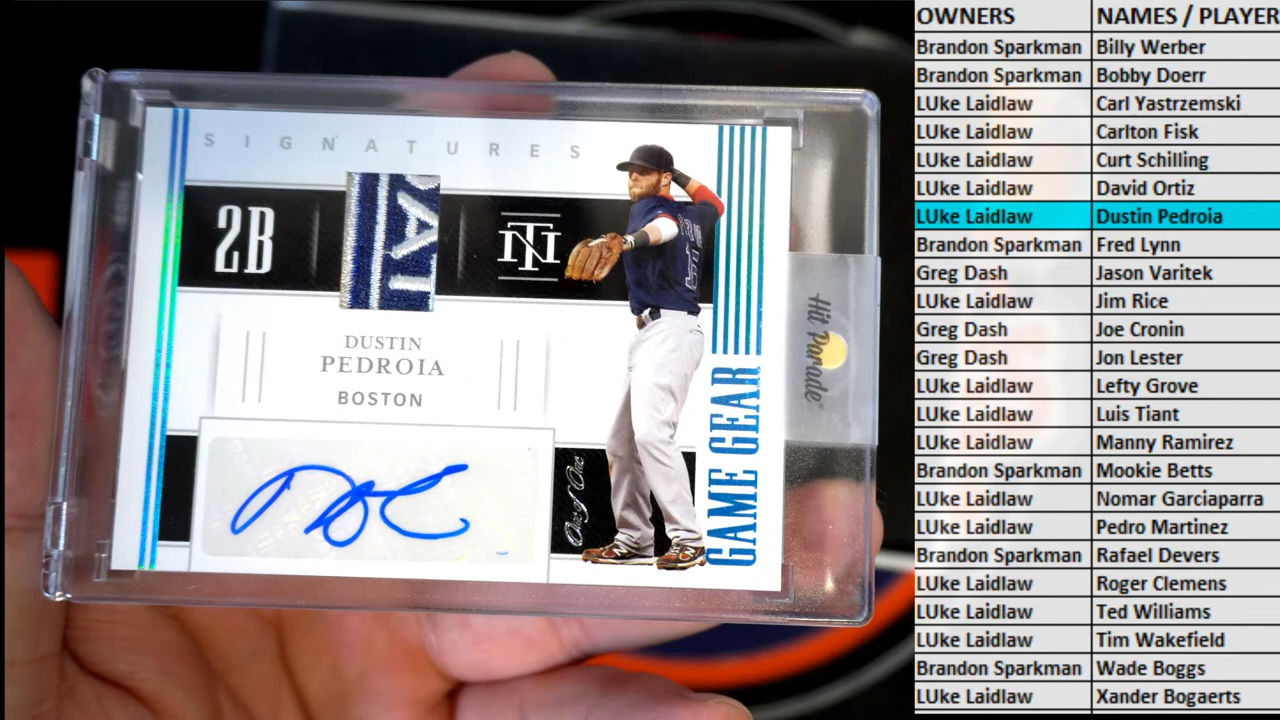 SIGNATURES
2B
NT
DUSTIN
PEDROIA
BOSTON
One of One
GAME GEAR
Hit Parade
OWNERS NAMES / PLAYER
Brandon Sparkman Billy Werber
Brandon Sparkman Bobby Doerr
LUke Laidlaw Carl Yastrzemski
LUke Laidlaw Carlton Fisk
LUke Laidlaw Curt Schilling
LUke Laidlaw David Ortiz
LUke Laidlaw Dustin Pedroia
Brandon Sparkman Fred Lynn
Greg Dash Jason Varitek
LUke Laidlaw Jim Rice
Greg Dash Joe Cronin
Greg Dash Jon Lester
LUke Laidlaw Lefty Grove
LUke Laidlaw Luis Tiant
LUke Laidlaw Manny Ramirez
Brandon Sparkman Mookie Betts
LUke Laidlaw Nomar Garciaparra
LUke Laidlaw Pedro Martinez
Brandon Sparkman Rafael Devers
LUke Laidlaw Roger Clemens
LUke Laidlaw Ted Williams
LUke Laidlaw Tim Wakefield
Brandon Sparkman Wade Boggs
LUke Laidlaw Xander Bogaerts